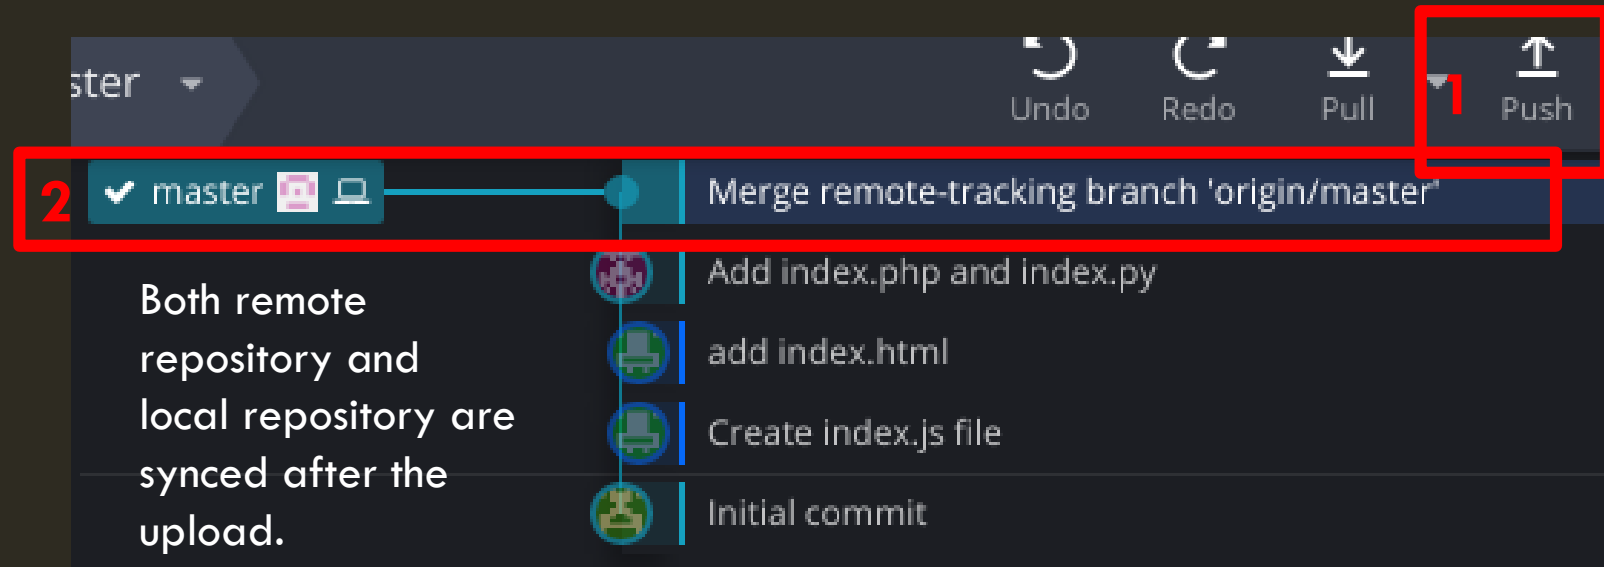 ster
Undo Redo Pull 1 Push
2 master Merge remote-tracking branch 'origin/master'
Add index.php and index.py
add index.html
Create index.js file
Initial commit
Both remote
repository and
local repository are
synced after the
upload.